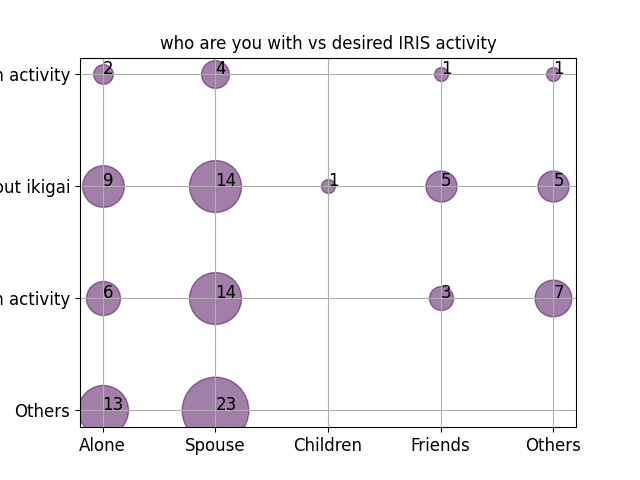 who are you with vs desired IRIS activity
activity 2 4 1 1
ikigai 9 14 1 5 5
activity 6 14 3 7
Others 13 23
Alone Spouse Children Friends Others